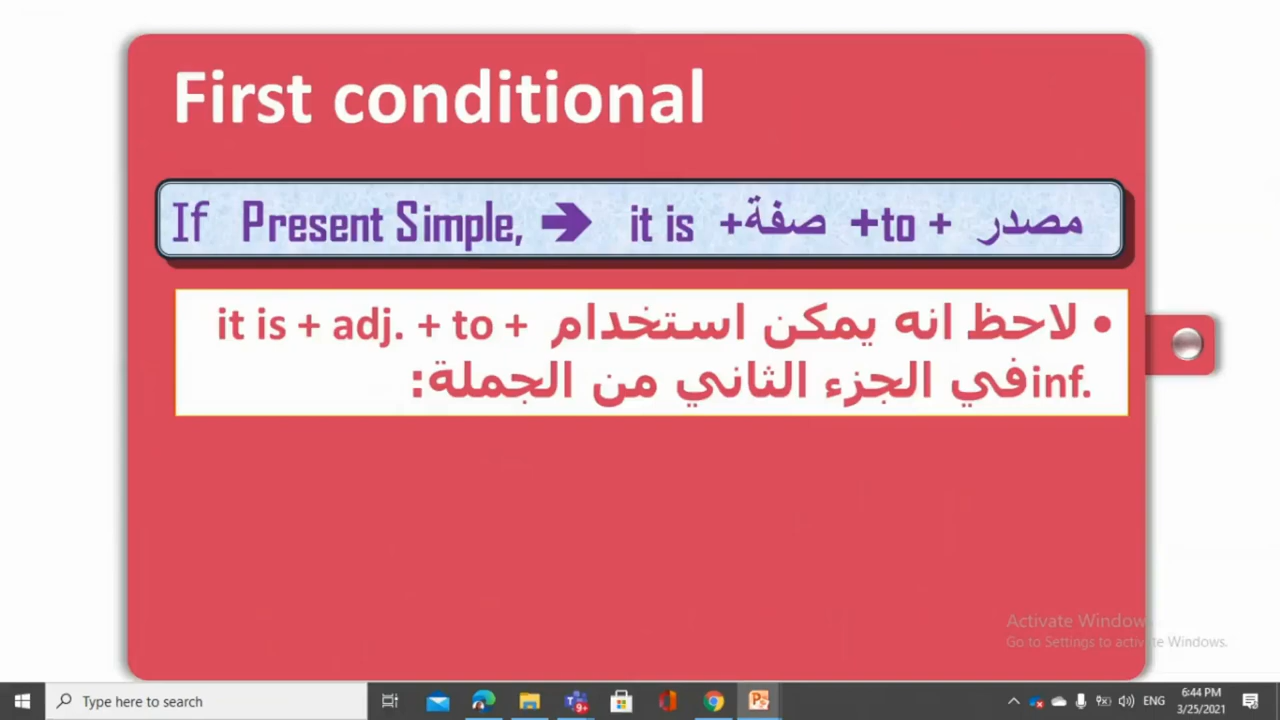 First conditional
If Present Simple, ➔ it is +صفة +to + مصدر
• لاحظ انه يمكن استخدام it is + adj. + to +
inf.في الجزء الثاني من الجملة:
Activate Windows
Go to Settings to activate Windows.
Type here to search
9+
ENG
6:44 PM
3/25/2021